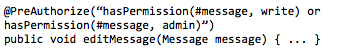 @PreAuthorize(“hasPermission(#message, write) or
hasPermission(#message, admin)”)
public void editMessage(Message message) { ... }